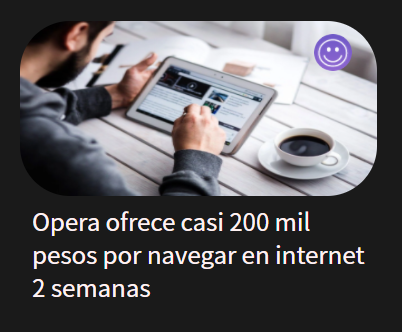 Opera ofrece casi 200 mil
pesos por navegar en internet
2 semanas